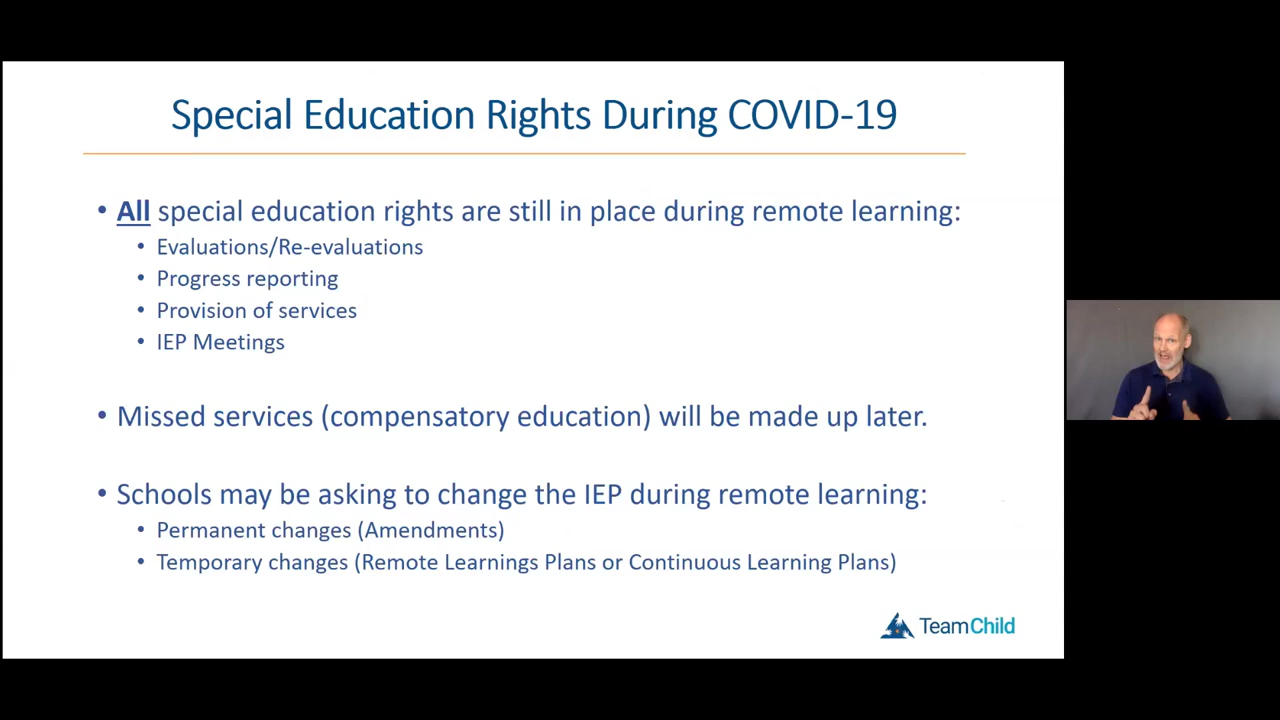 Special Education Rights During COVID-19
• All special education rights are still in place during remote learning:
• Evaluations/Re-evaluations
• Progress reporting
• Provision of services
• IEP Meetings
• Missed services (compensatory education) will be made up later.
• Schools may be asking to change the IEP during remote learning:
• Permanent changes (Amendments)
• Temporary changes (Remote Learnings Plans or Continuous Learning Plans)
TeamChild